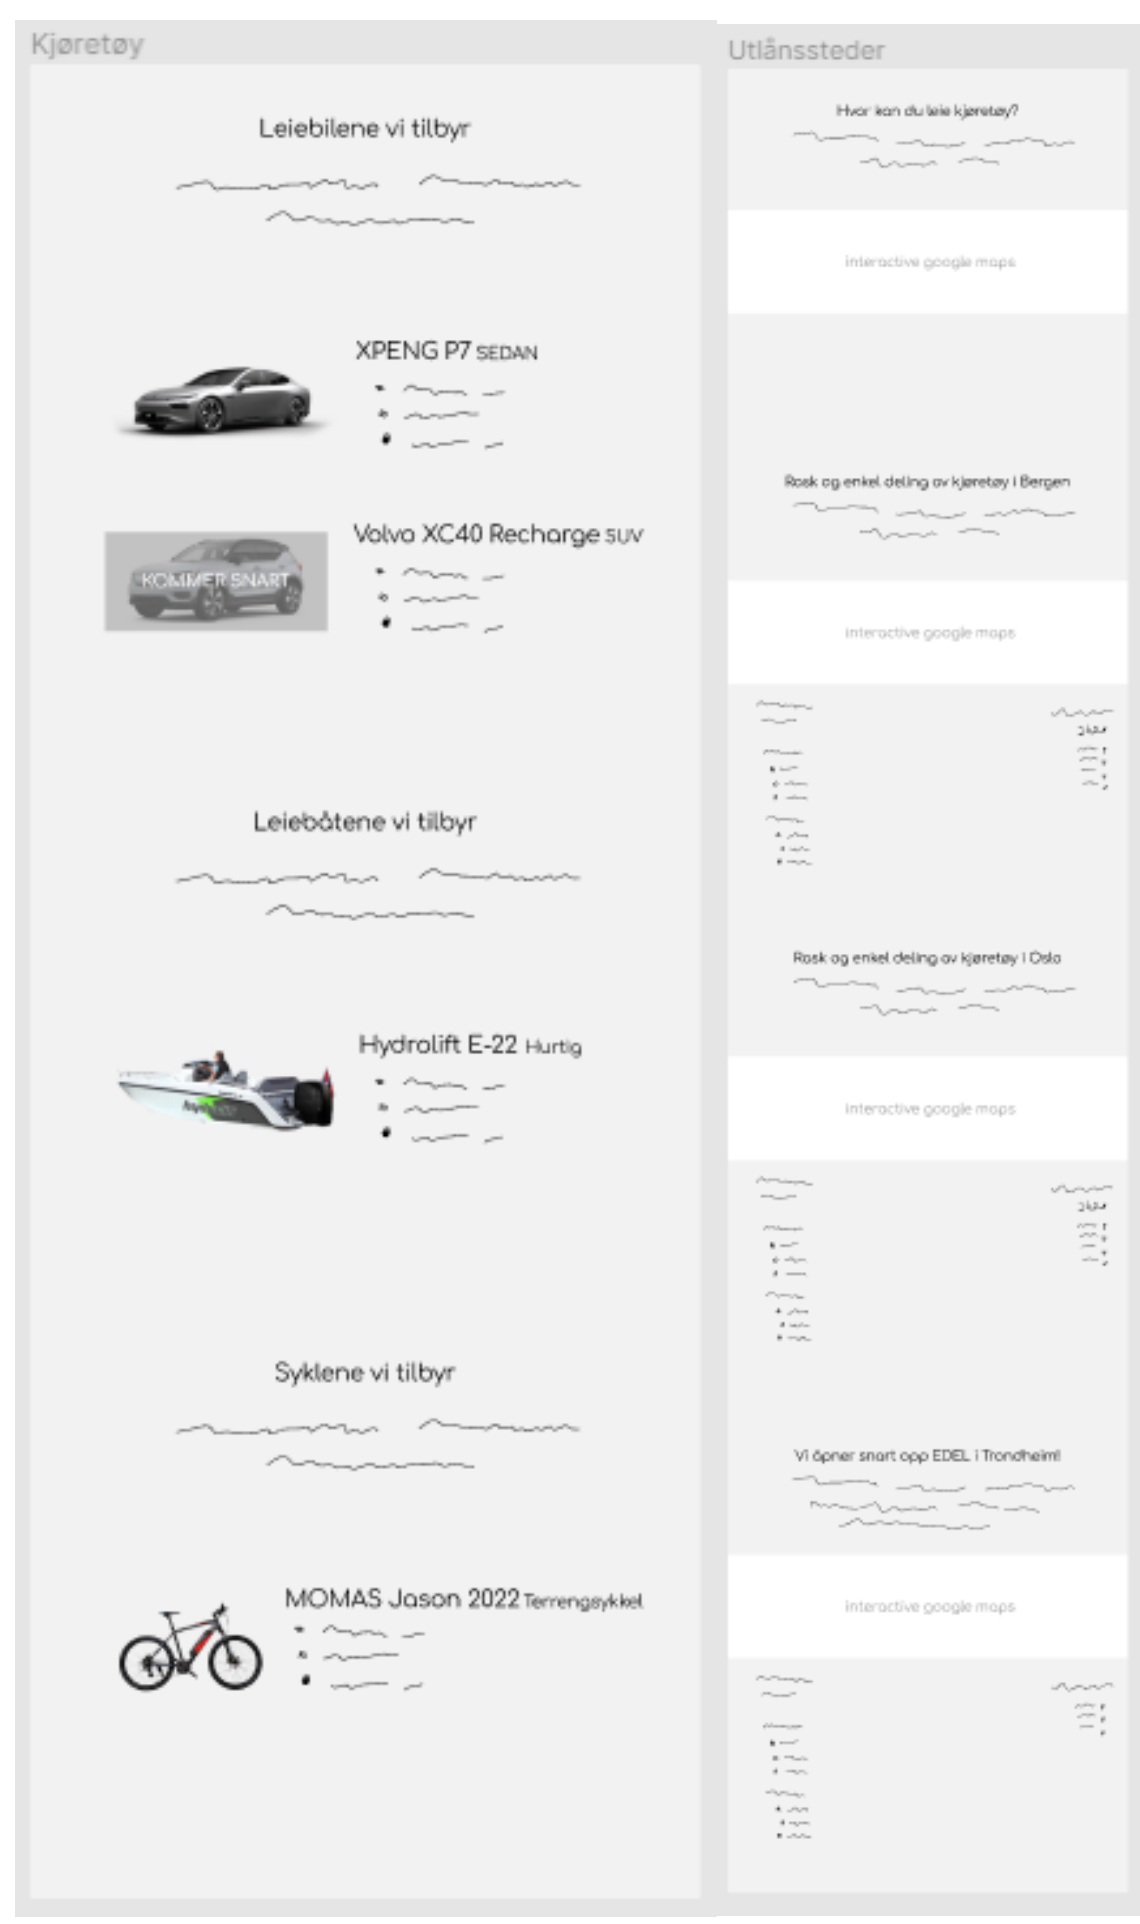 Kjøretøy
Leiebilene vi tilbyr
XPENG P7 SEDAN
Volvo XC40 Recharge SUV
KOMMER SNART
Leiebåtene vi tilbyr
Hydrolift E-22 Hurtig
Syklene vi tilbyr
MOMAS Jason 2022 Terrengsykkel
Utlånssteder
Hvor kan du leie kjøretøy?
interactive google maps
Rask og enkel deling av kjøretøy i Bergen
interactive google maps
Rask og enkel deling av kjøretøy i Oslo
interactive google maps
Vi åpner snart opp EDEL i Trondheim!
interactive google maps